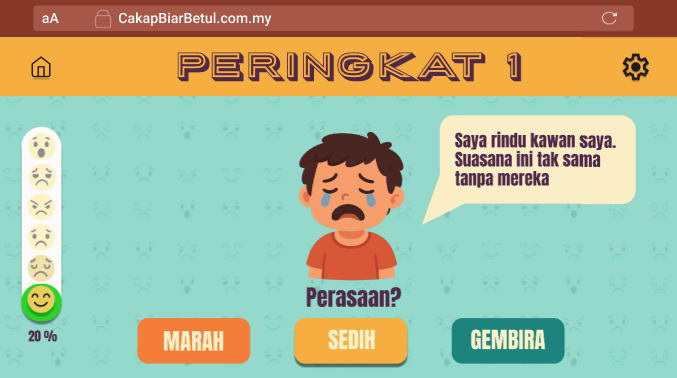 aA
CakapBiarBetul.com.my
PERINGKAT 1
Saya rindu kawan saya.
Suasana ini tak sama
tanpa mereka
Perasaan?
20 %
MARAH
SEDIH
GEMBIRA